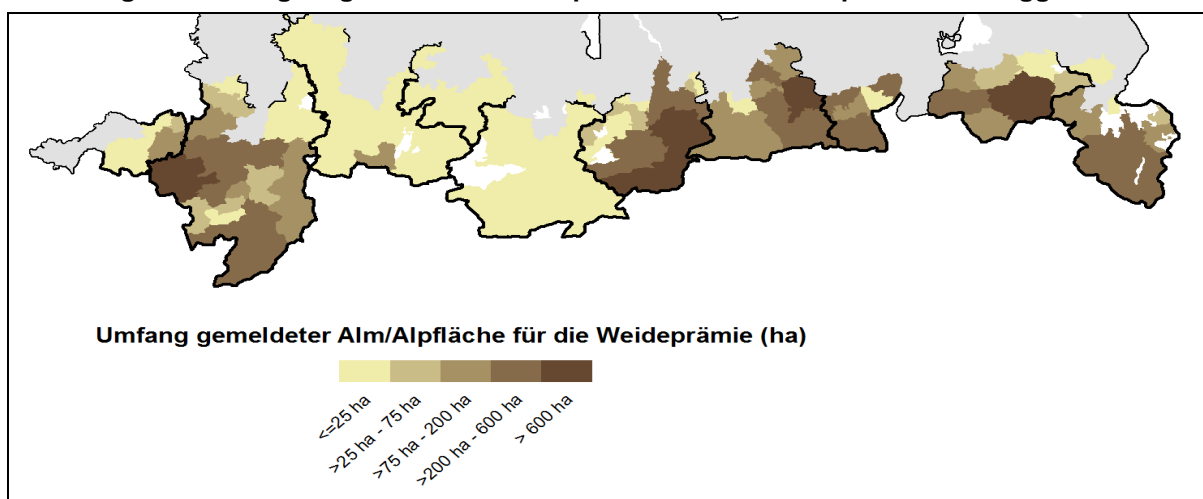 Umfang gemeldeter Alm/Alpfläche für die Weideprämie (ha)
<=25 ha
>25 ha - 75 ha
>75 ha - 200 ha
>200 ha - 600 ha
> 600 ha